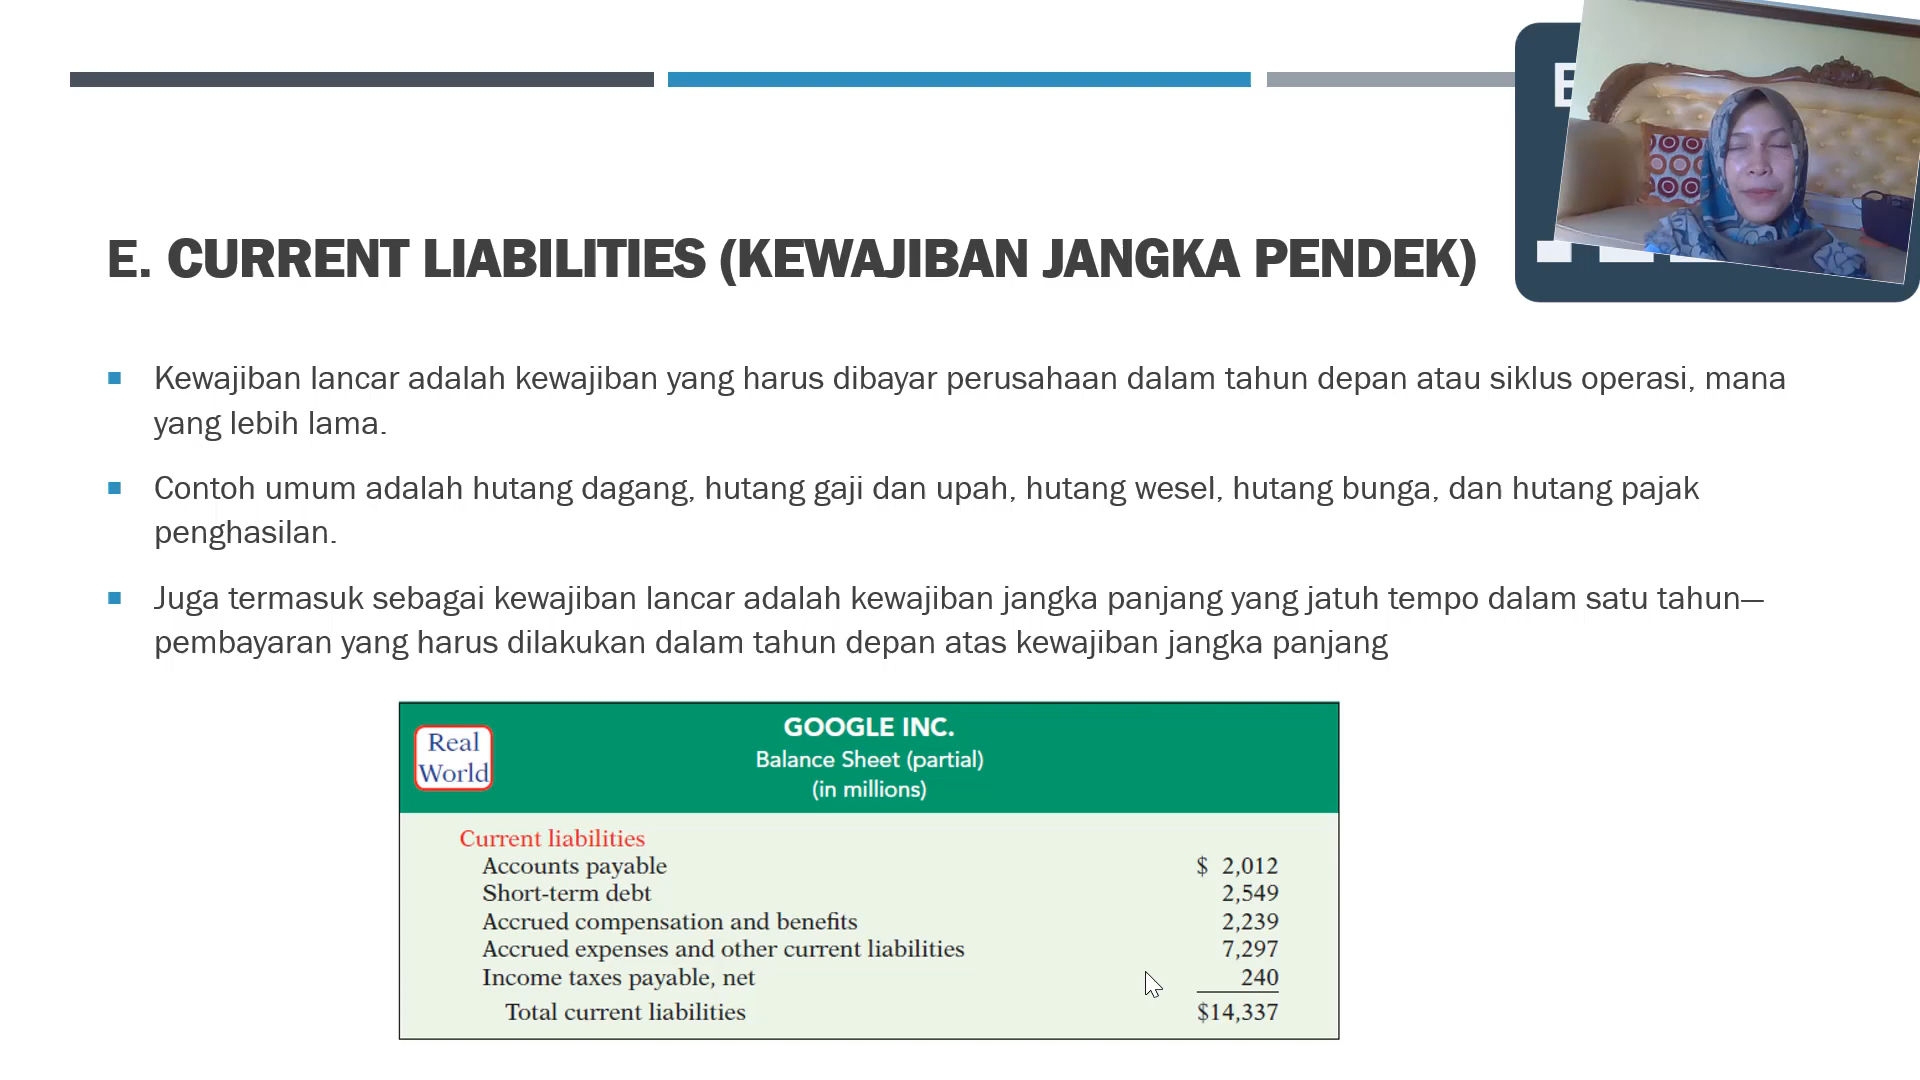 E. CURRENT LIABILITIES (KEWAJIBAN JANGKA PENDEK)
Kewajiban lancar adalah kewajiban yang harus dibayar perusahaan dalam tahun depan atau siklus operasi, mana
yang lebih lama.
Contoh umum adalah hutang dagang, hutang gaji dan upah, hutang wesel, hutang bunga, dan hutang pajak
penghasilan.
Juga termasuk sebagai kewajiban lancar adalah kewajiban jangka panjang yang jatuh tempo dalam satu tahun—
pembayaran yang harus dilakukan dalam tahun depan atas kewajiban jangka panjang
Real
World
GOOGLE INC.
Balance Sheet (partial)
(in millions)
Current liabilities
Accounts payable $ 2,012
Short-term debt 2,549
Accrued compensation and benefits 2,239
Accrued expenses and other current liabilities 7,297
Income taxes payable, net 240
Total current liabilities $14,337